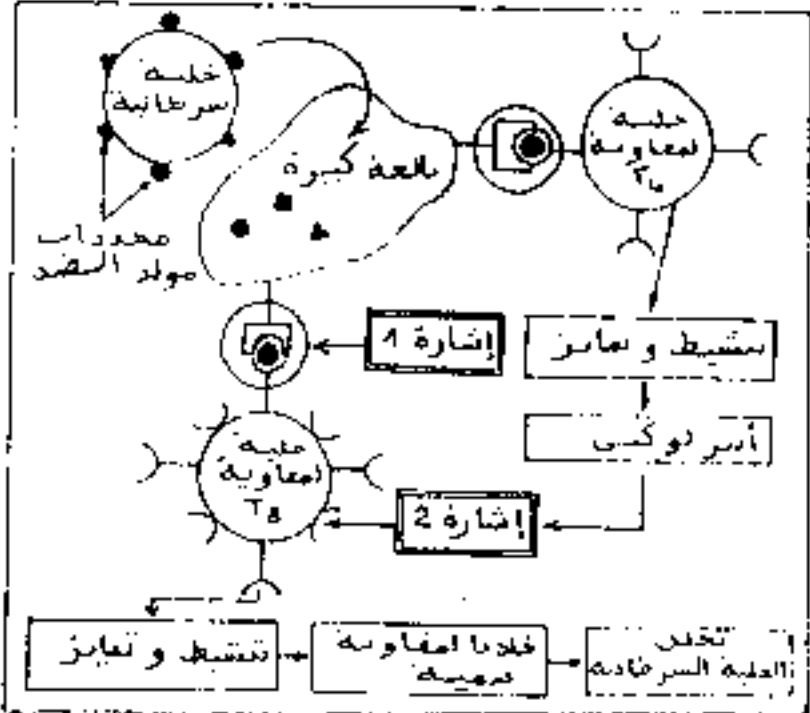 خلية
سرطانية
محددات
مولد الضد
بالعة كبيرة
خلية
لمفاوية
T4
إشارة 1
تنشيط و تمايز
أنترلوكين
خلية
لمفاوية
T8
إشارة 2
تنشيط و تمايز
خلايا لمفاوية
سمية
تخلل
الخلية السرطانية